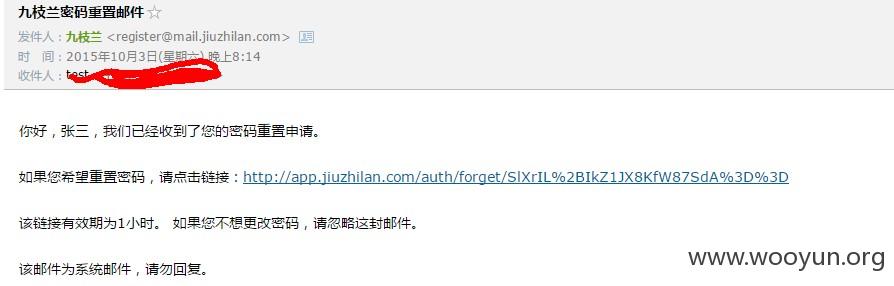 九枝兰密码重置邮件☆
发件人：九枝兰 <register@mail.jiuzhilan.com>
时 间：2015年10月3日(星期六) 晚上8:14
收件人：test
你好，张三，我们已经收到了您的密码重置申请。
如果您希望重置密码，请点击链接：http://app.jiuzhilan.com/auth/forget/SlXrIL%2BIkZ1JX8KfW87SdA%3D%3D
该链接有效期为1小时。 如果您不想更改密码，请忽略这封邮件。
该邮件为系统邮件，请勿回复。
www.wooyun.org